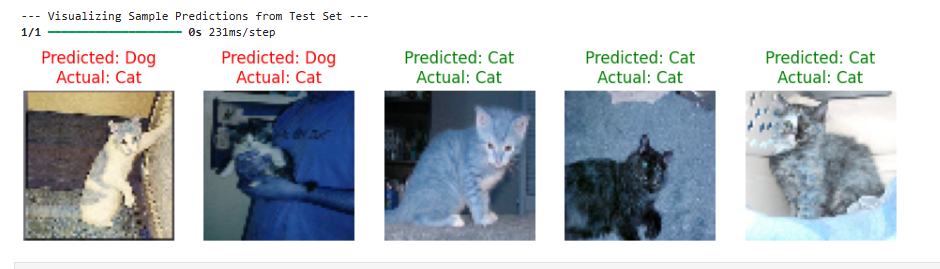 --- Visualizing Sample Predictions from Test Set ---
1/1 ━━━━━━━━━━━━━━━━━━━━ 0s 231ms/step
Predicted: Dog
Actual: Cat
Predicted: Dog
Actual: Cat
Predicted: Cat
Actual: Cat
Predicted: Cat
Actual: Cat
Predicted: Cat
Actual: Cat